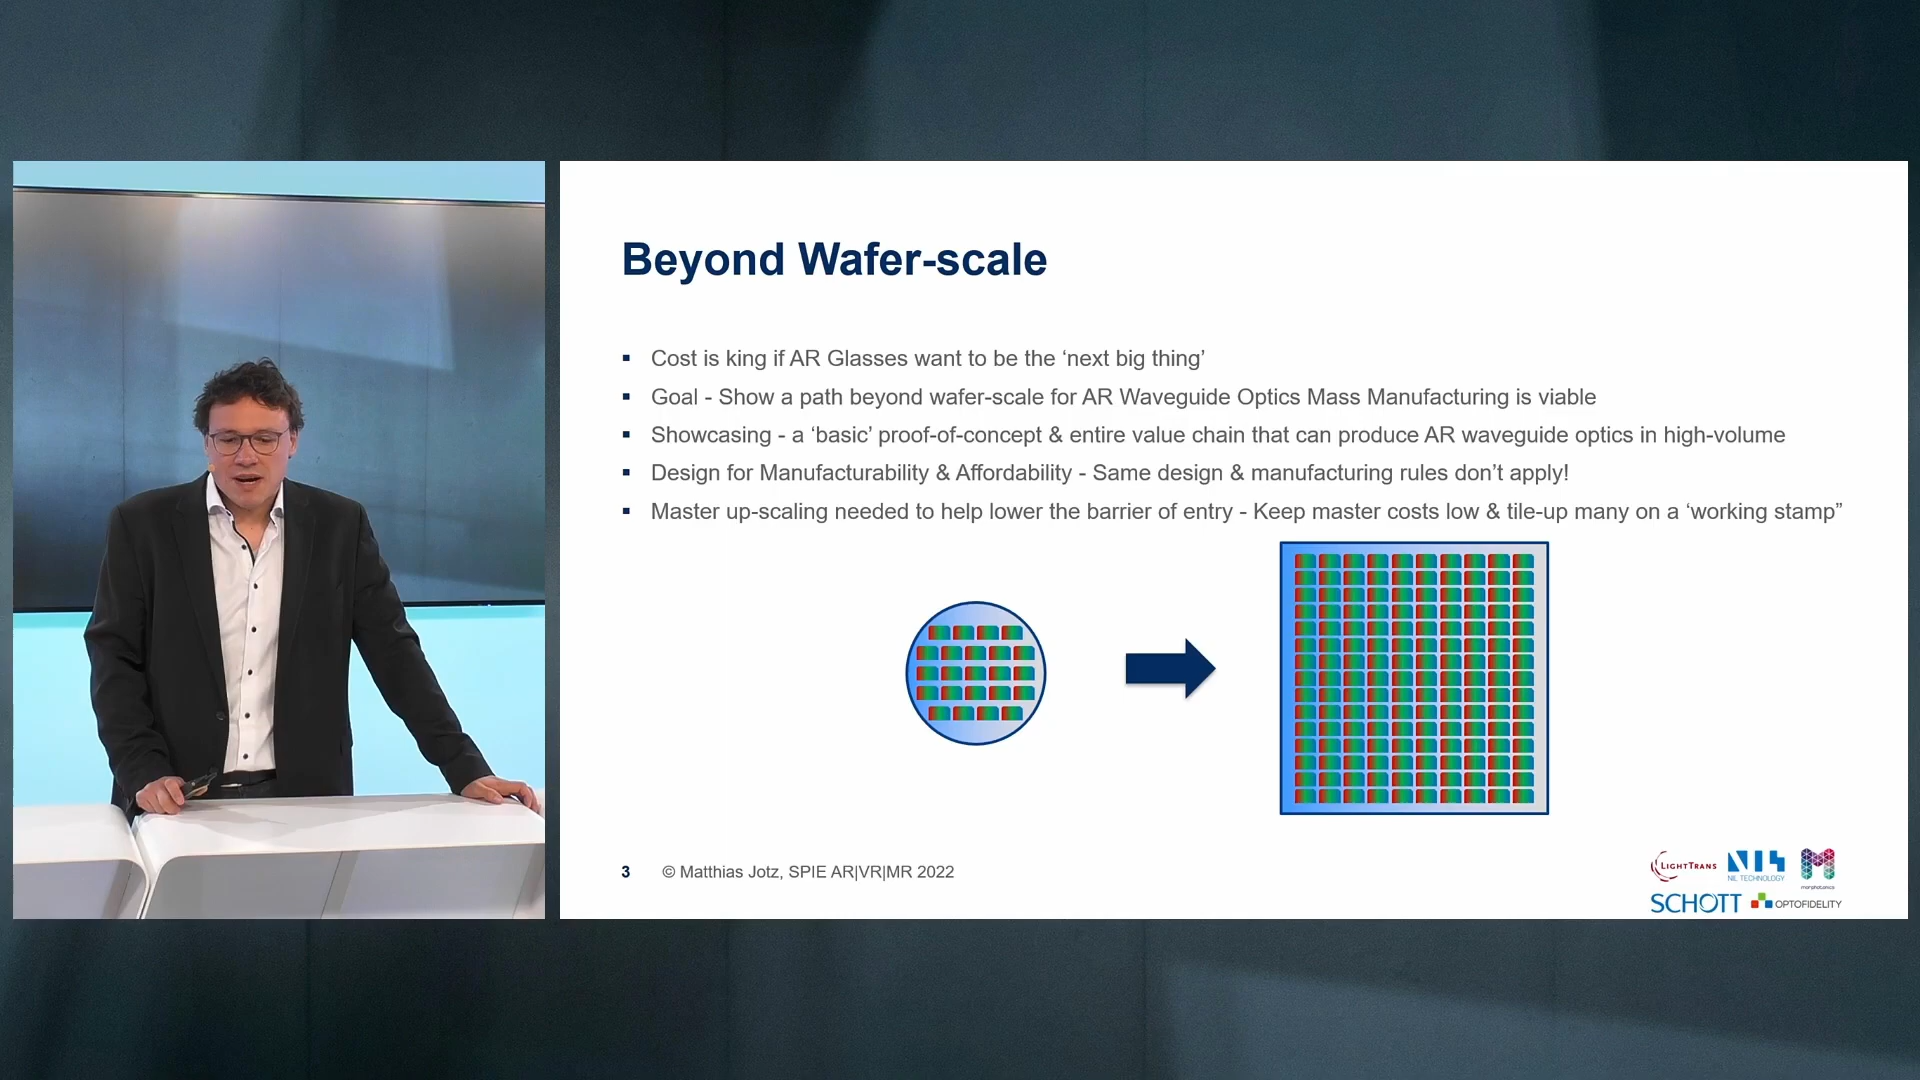 Beyond Wafer-scale
Cost is king if AR Glasses want to be the ‘next big thing’
Goal - Show a path beyond wafer-scale for AR Waveguide Optics Mass Manufacturing is viable
Showcasing - a ‘basic’ proof-of-concept & entire value chain that can produce AR waveguide optics in high-volume
Design for Manufacturability & Affordability - Same design & manufacturing rules don’t apply!
Master up-scaling needed to help lower the barrier of entry - Keep master costs low & tile-up many on a ‘working stamp”
3 © Matthias Jotz, SPIE AR|VR|MR 2022
LIGHTTRANS
NIL TECHNOLOGY
morphotonics
SCHOTT
OPTOFIDELITY